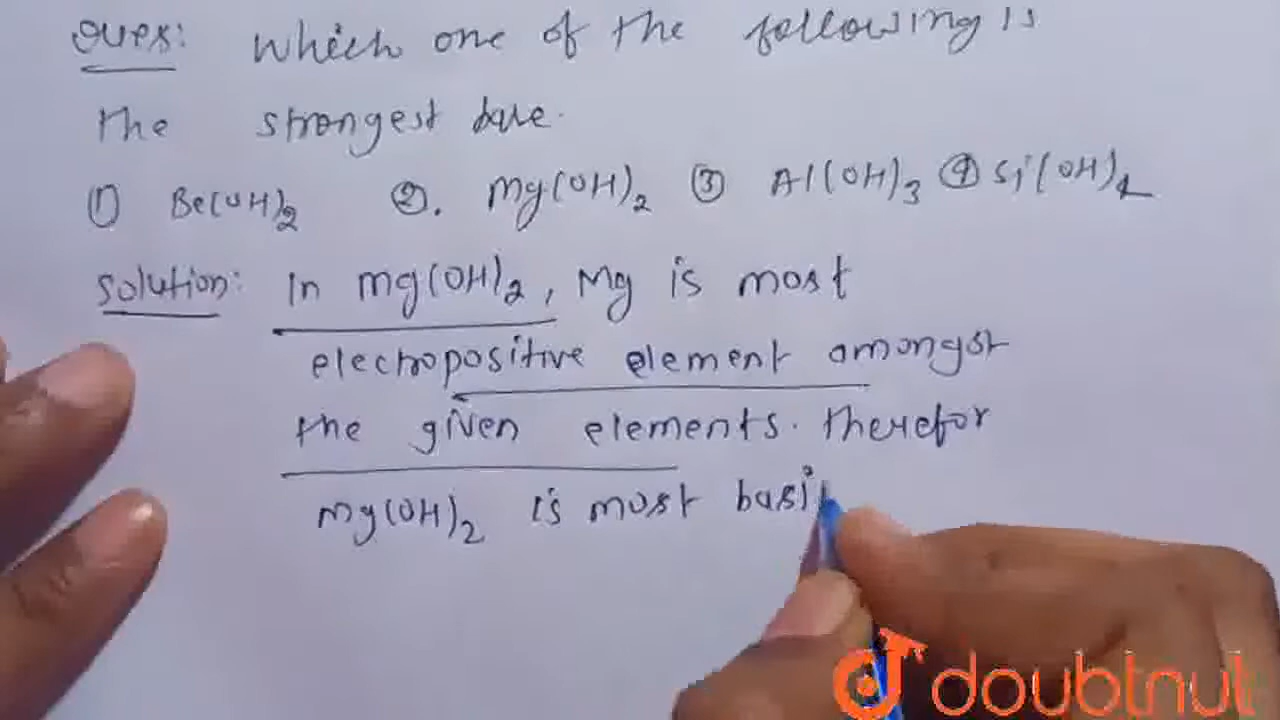 Ques: Which one of the following is
the strongest base.
① Be(OH)2 ②. Mg(OH)2 ③ Al(OH)3 ④ Si(OH)4
Solution: In Mg(OH)2, Mg is most
electropositive element amongst
the given elements. therefor
Mg(OH)2 is most basi
doubtnut